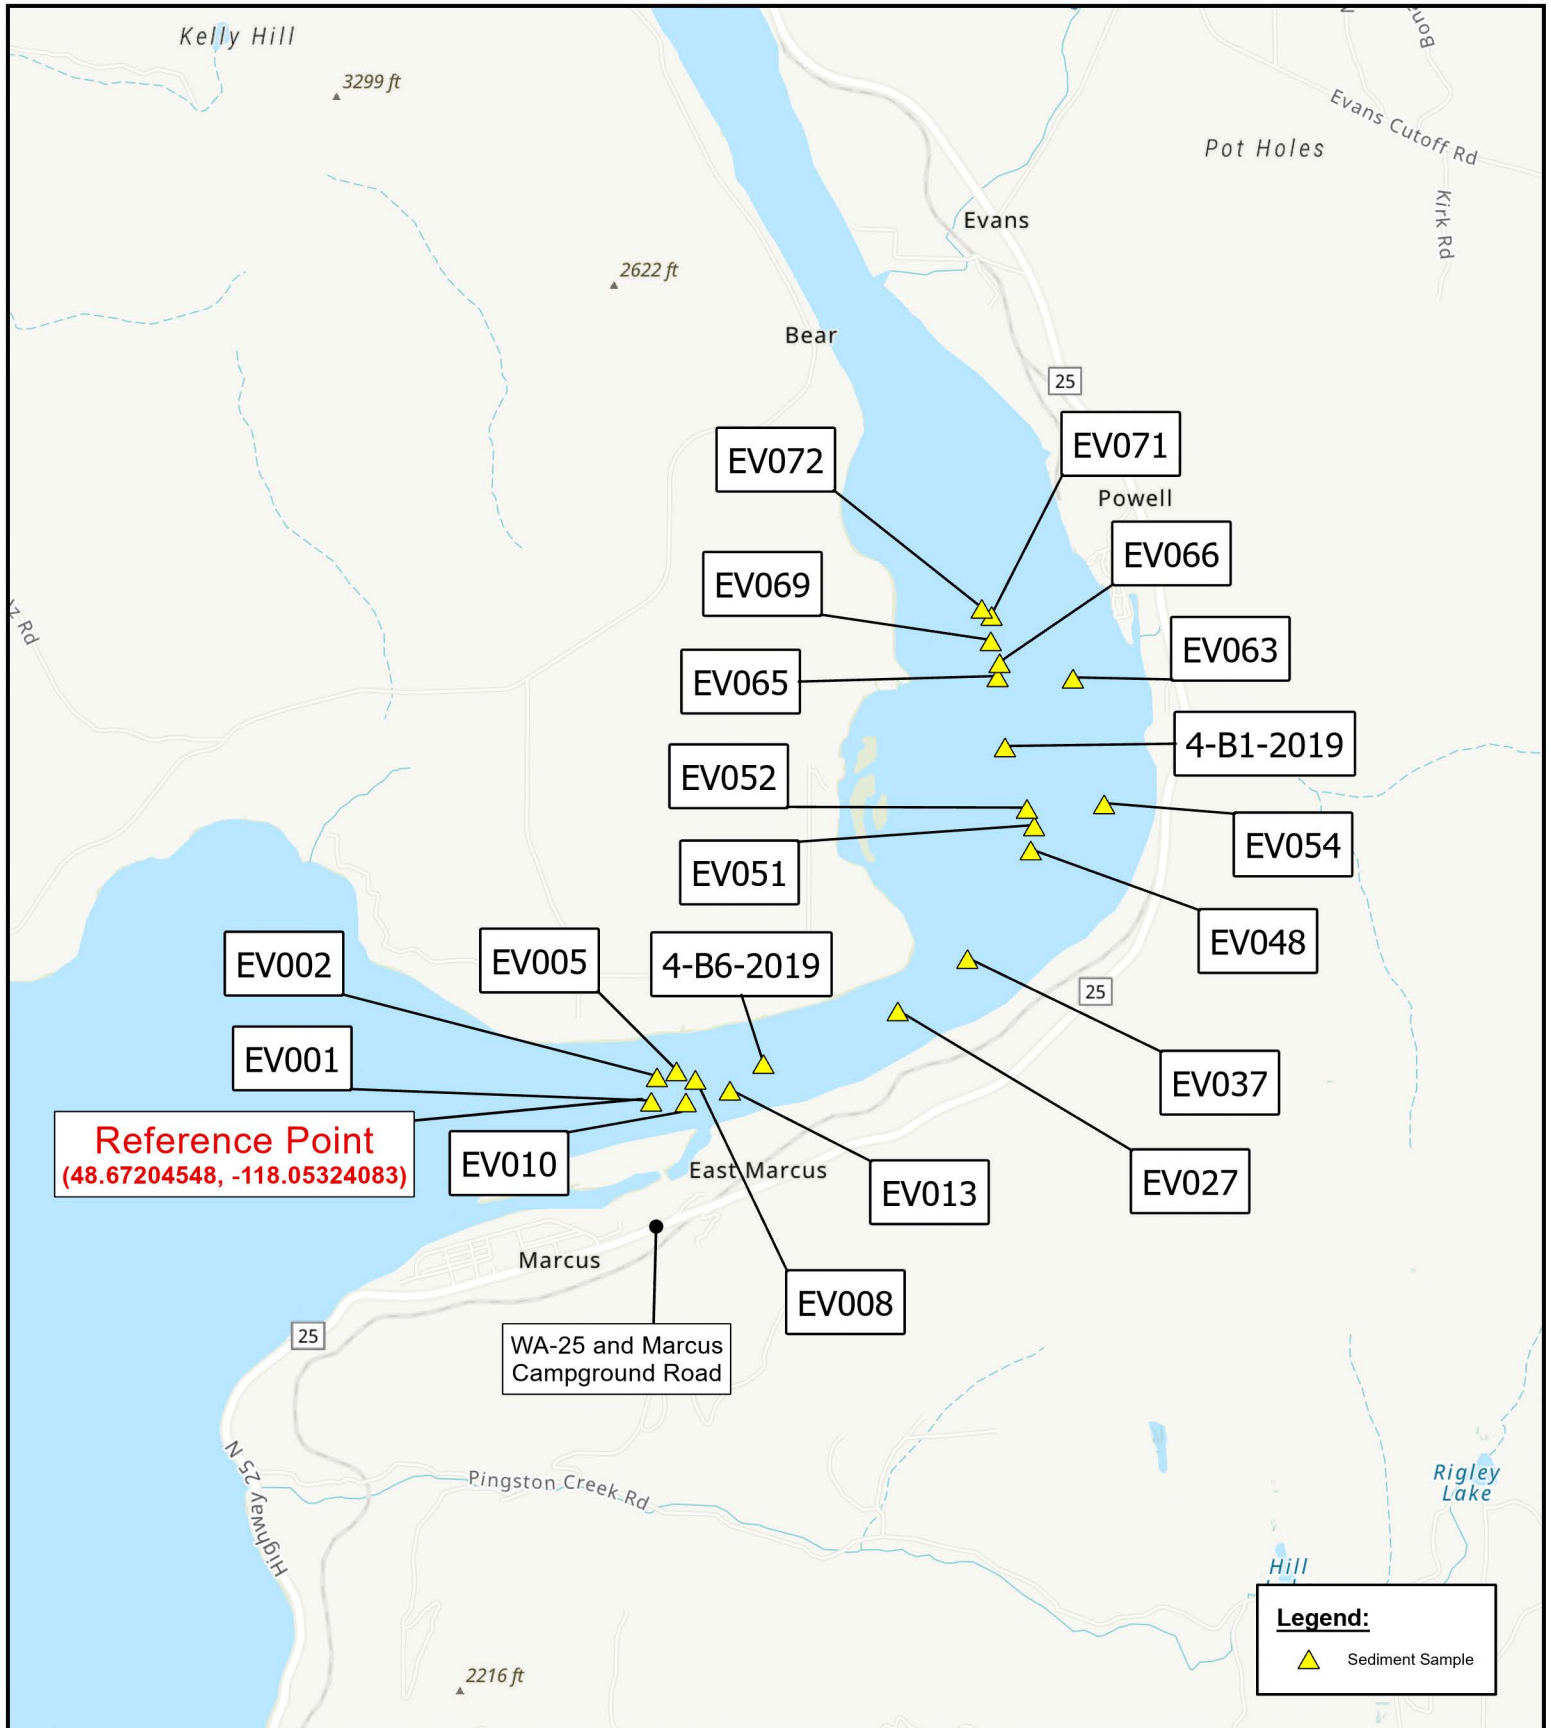 Kelly Hill
3299 ft
Evans Cutoff Rd
Pot Holes
Kirk Rd
Evans
2622 ft
Bear
25
EV072
EV071
Powell
EV066
EV069
EV063
EV065
4-B1-2019
EV052
EV054
EV051
EV048
EV002
EV005
4-B6-2019
25
EV001
EV037
Reference Point
(48.67204548, -118.05324083)
EV010
East Marcus
EV027
EV013
Marcus
EV008
25
WA-25 and Marcus
Campground Road
Highway 25 N
Pingston Creek Rd
Rigley
Lake
Hill
Legend:
Sediment Sample
2216 ft